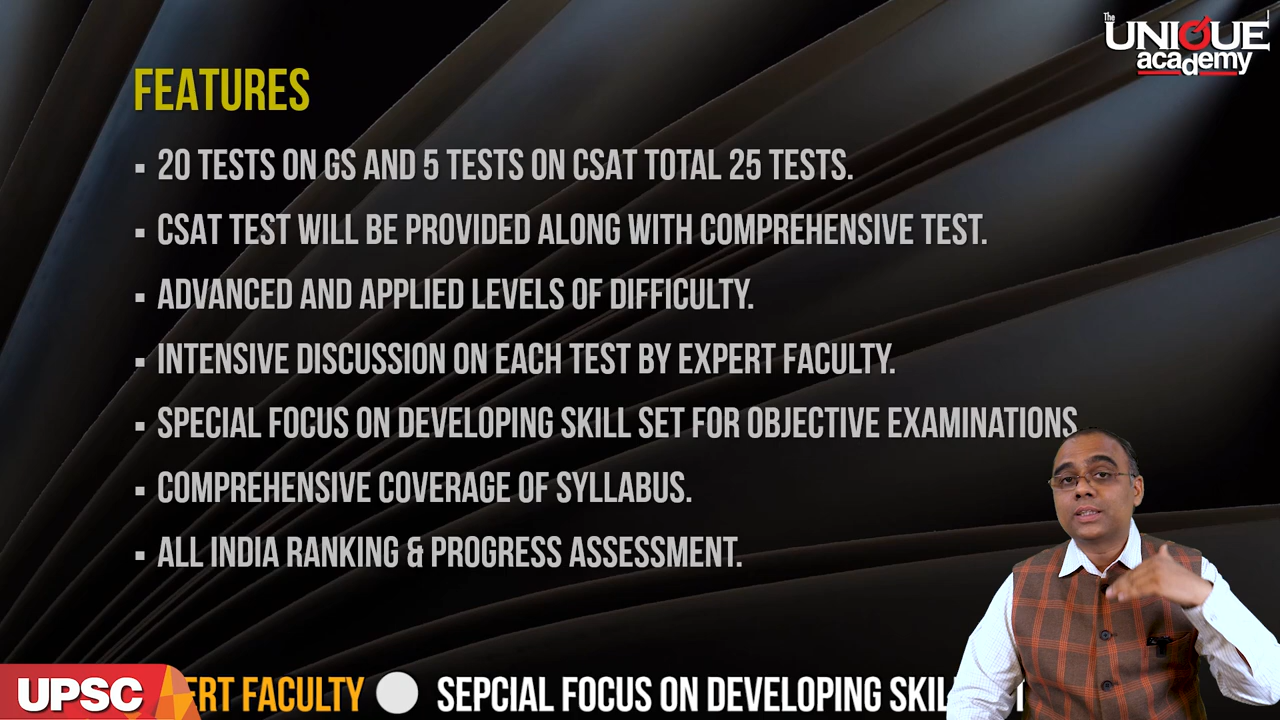 The
UNIQUE
academy
FEATURES
▪ 20 TESTS ON GS AND 5 TESTS ON CSAT TOTAL 25 TESTS.
▪ CSAT TEST WILL BE PROVIDED ALONG WITH COMPREHENSIVE TEST.
▪ ADVANCED AND APPLIED LEVELS OF DIFFICULTY.
▪ INTENSIVE DISCUSSION ON EACH TEST BY EXPERT FACULTY.
▪ SPECIAL FOCUS ON DEVELOPING SKILL SET FOR OBJECTIVE EXAMINATIONS
▪ COMPREHENSIVE COVERAGE OF SYLLABUS.
▪ ALL INDIA RANKING & PROGRESS ASSESSMENT.
UPSC ERT FACULTY SEPCIAL FOCUS ON DEVELOPING SKIL